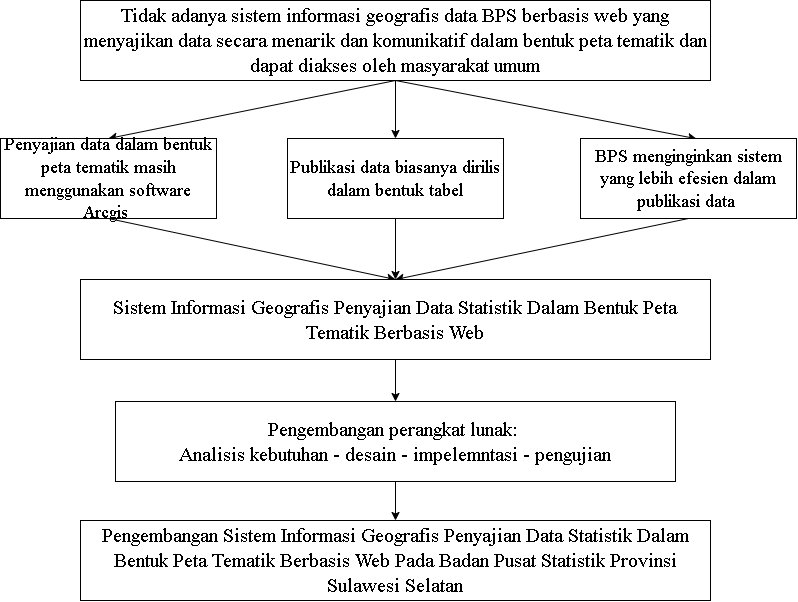 Tidak adanya sistem informasi geografis data BPS berbasis web yang
menyajikan data secara menarik dan komunikatif dalam bentuk peta tematik dan
dapat diakses oleh masyarakat umum
Penyajian data dalam bentuk
peta tematik masih
menggunakan software
Arcgis
Publikasi data biasanya dirilis
dalam bentuk tabel
BPS menginginkan sistem
yang lebih efesien dalam
publikasi data
Sistem Informasi Geografis Penyajian Data Statistik Dalam Bentuk Peta
Tematik Berbasis Web
Pengembangan perangkat lunak:
Analisis kebutuhan - desain - impelemntasi - pengujian
Pengembangan Sistem Informasi Geografis Penyajian Data Statistik Dalam
Bentuk Peta Tematik Berbasis Web Pada Badan Pusat Statistik Provinsi
Sulawesi Selatan